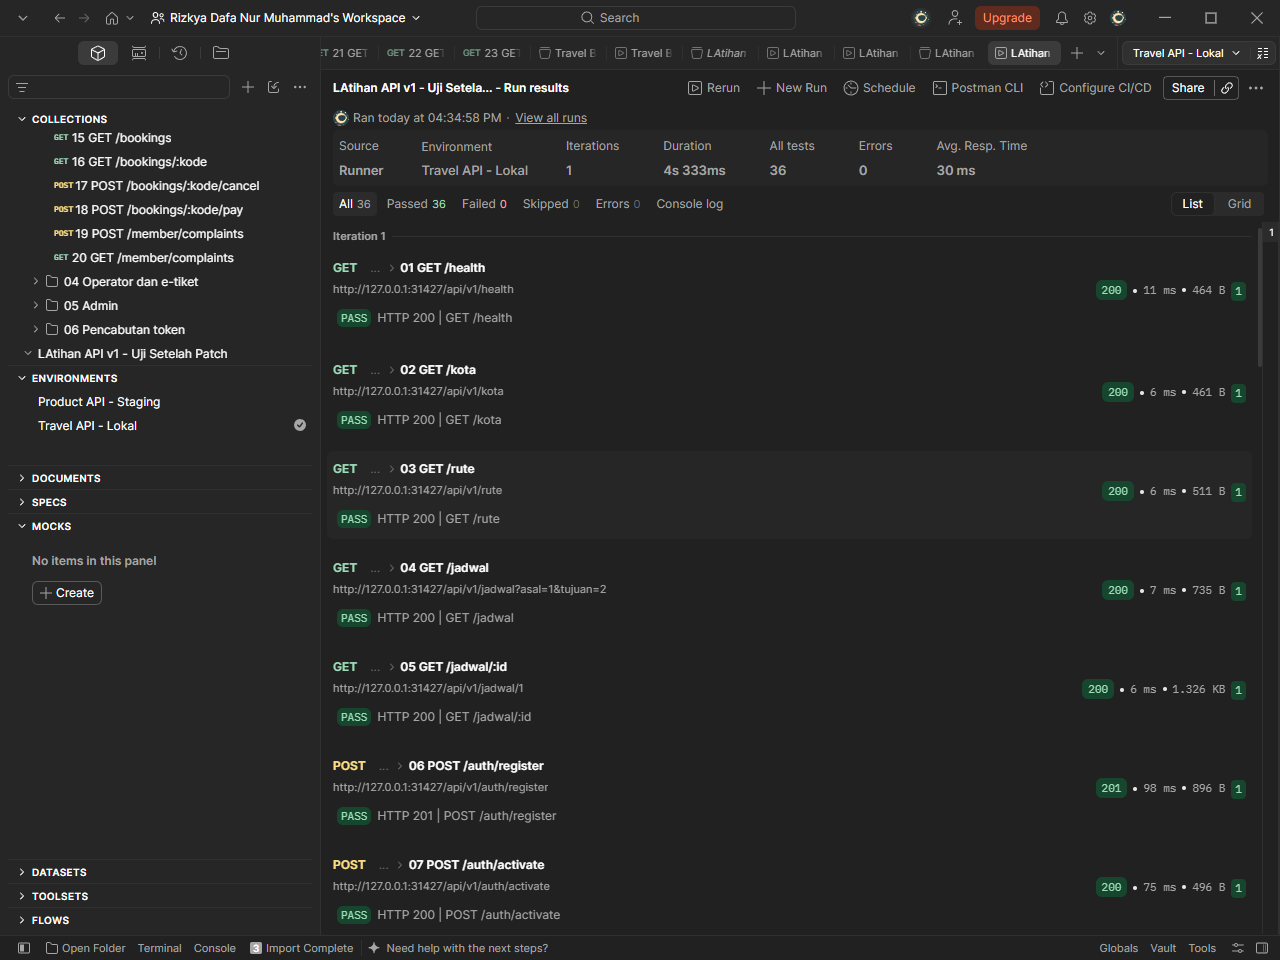 Rizkya Dafa Nur Muhammad's Workspace
Search
Upgrade
21 GET
GET 22 GE
GET 23 GE
Travel B
Travel B
LAtihan
LAtihan
LAtihan
LAtihan
LAtihan
Travel API - Lokal
COLLECTIONS
GET 15 GET /bookings
GET 16 GET /bookings/:kode
POST 17 POST /bookings/:kode/cancel
POST 18 POST /bookings/:kode/pay
POST 19 POST /member/complaints
GET 20 GET /member/complaints
04 Operator dan e-tiket
05 Admin
06 Pencabutan token
LAtihan API v1 - Uji Setelah Patch
ENVIRONMENTS
Product API - Staging
Travel API - Lokal
DOCUMENTS
SPECS
MOCKS
No items in this panel
Create
DATASETS
TOOLSETS
FLOWS
LAtihan API v1 - Uji Setela... - Run results
Rerun
New Run
Schedule
Postman CLI
Configure CI/CD
Share
Ran today at 04:34:58 PM · View all runs
Source Environment Iterations Duration All tests Errors Avg. Resp. Time
Runner Travel API - Lokal 1 4s 333ms 36 0 30 ms
All 36 Passed 36 Failed 0 Skipped 0 Errors 0 Console log
List Grid
Iteration 1
1
GET ... > 01 GET /health
http://127.0.0.1:31427/api/v1/health
200 • 11 ms • 464 B 1
PASS HTTP 200 | GET /health
GET ... > 02 GET /kota
http://127.0.0.1:31427/api/v1/kota
200 • 6 ms • 461 B 1
PASS HTTP 200 | GET /kota
GET ... > 03 GET /rute
http://127.0.0.1:31427/api/v1/rute
200 • 6 ms • 511 B 1
PASS HTTP 200 | GET /rute
GET ... > 04 GET /jadwal
http://127.0.0.1:31427/api/v1/jadwal?asal=1&tujuan=2
200 • 7 ms • 735 B 1
PASS HTTP 200 | GET /jadwal
GET ... > 05 GET /jadwal/:id
http://127.0.0.1:31427/api/v1/jadwal/1
200 • 6 ms • 1.326 KB 1
PASS HTTP 200 | GET /jadwal/:id
POST ... > 06 POST /auth/register
http://127.0.0.1:31427/api/v1/auth/register
201 • 98 ms • 896 B 1
PASS HTTP 201 | POST /auth/register
POST ... > 07 POST /auth/activate
http://127.0.0.1:31427/api/v1/auth/activate
200 • 75 ms • 496 B 1
PASS HTTP 200 | POST /auth/activate
Open Folder Terminal Console 3 Import Complete Need help with the next steps?
Globals Vault Tools